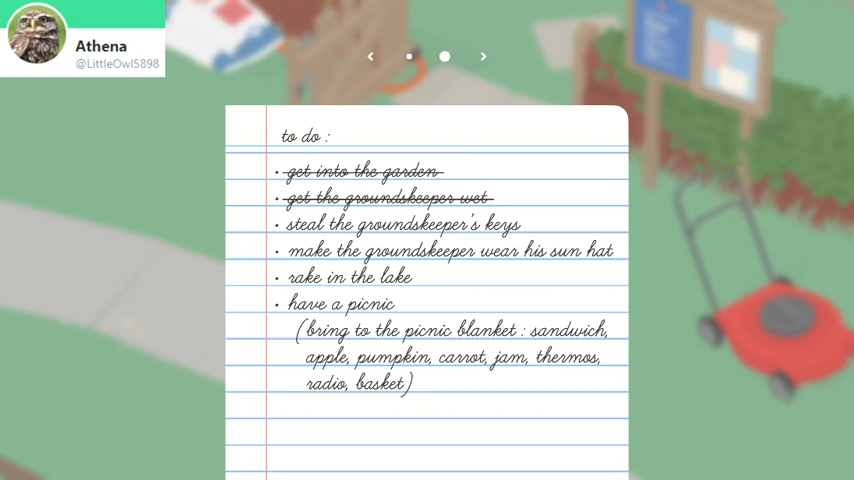 Athena
@LittleOwl5898
to do :
• get into the garden
• get the groundskeeper wet
• steal the groundskeeper's keys
• make the groundskeeper wear his sun hat
• rake in the lake
• have a picnic
(bring to the picnic blanket : sandwich,
apple, pumpkin, carrot, jam, thermos,
radio, basket)